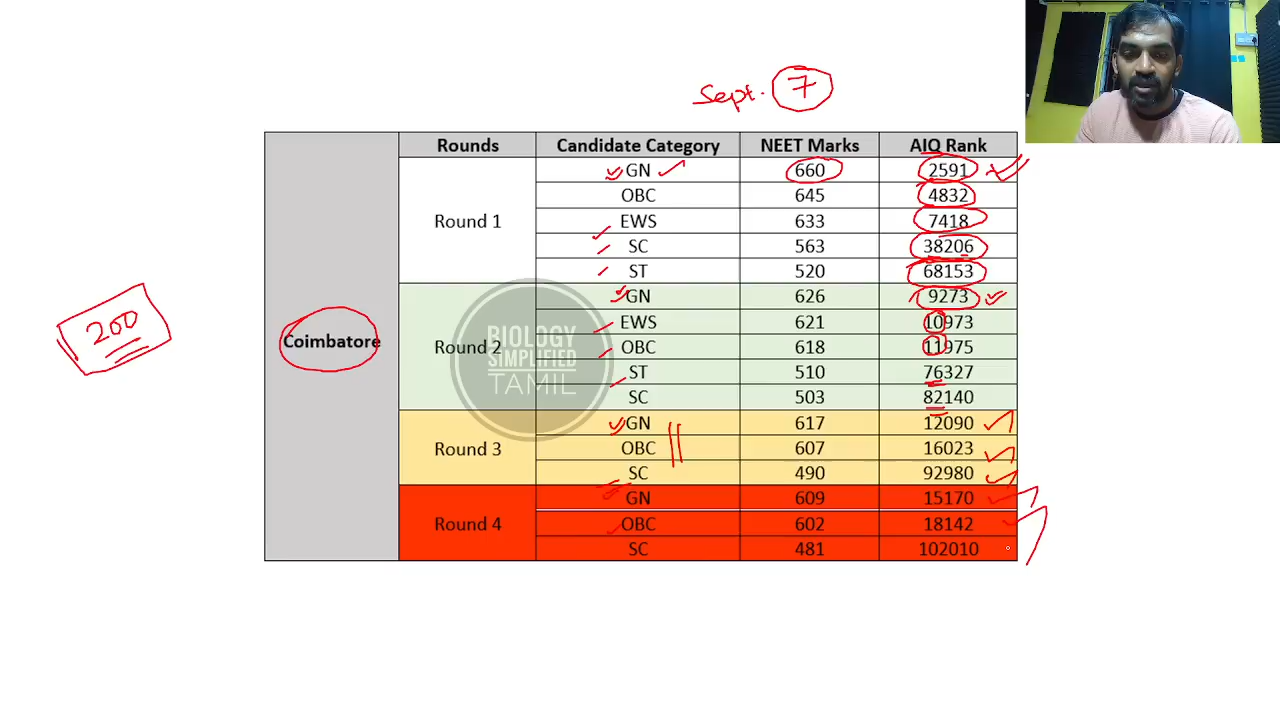 Sept. 7
Rounds Candidate Category NEET Marks AIQ Rank
Coimbatore
Round 1
GN 660 2591
OBC 645 4832
EWS 633 7418
SC 563 38206
ST 520 68153
Round 2
GN 626 9273
EWS 621 10973
OBC 618 11975
ST 510 76327
SC 503 82140
Round 3
GN 617 12090
OBC 607 16023
SC 490 92980
Round 4
GN 609 15170
OBC 602 18142
SC 481 102010
200
BIOLOGY
SIMPLIFIED
TAMIL